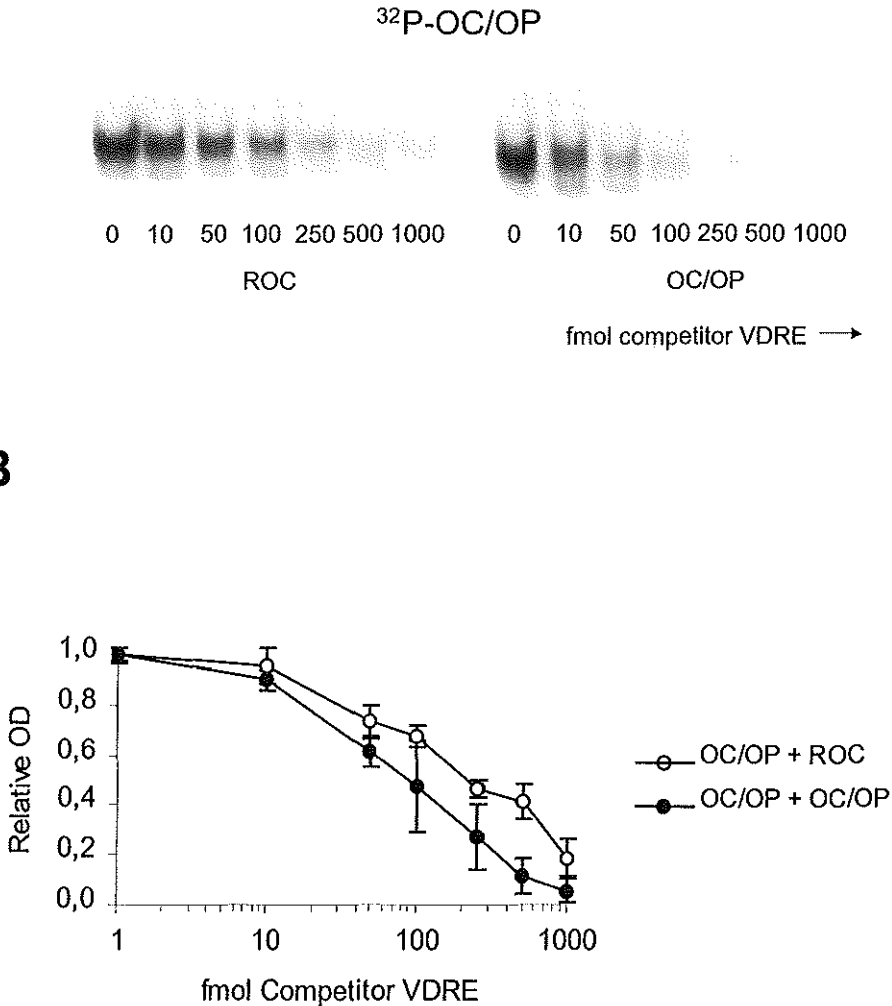 ³²P-OC/OP
0 10 50 100 250 500 1000
ROC
0 10 50 100 250 500 1000
OC/OP
fmol competitor VDRE →
B
Relative OD
1,0
0,8
0,6
0,4
0,2
0,0
1 10 100 1000
fmol Competitor VDRE
OC/OP + ROC
OC/OP + OC/OP